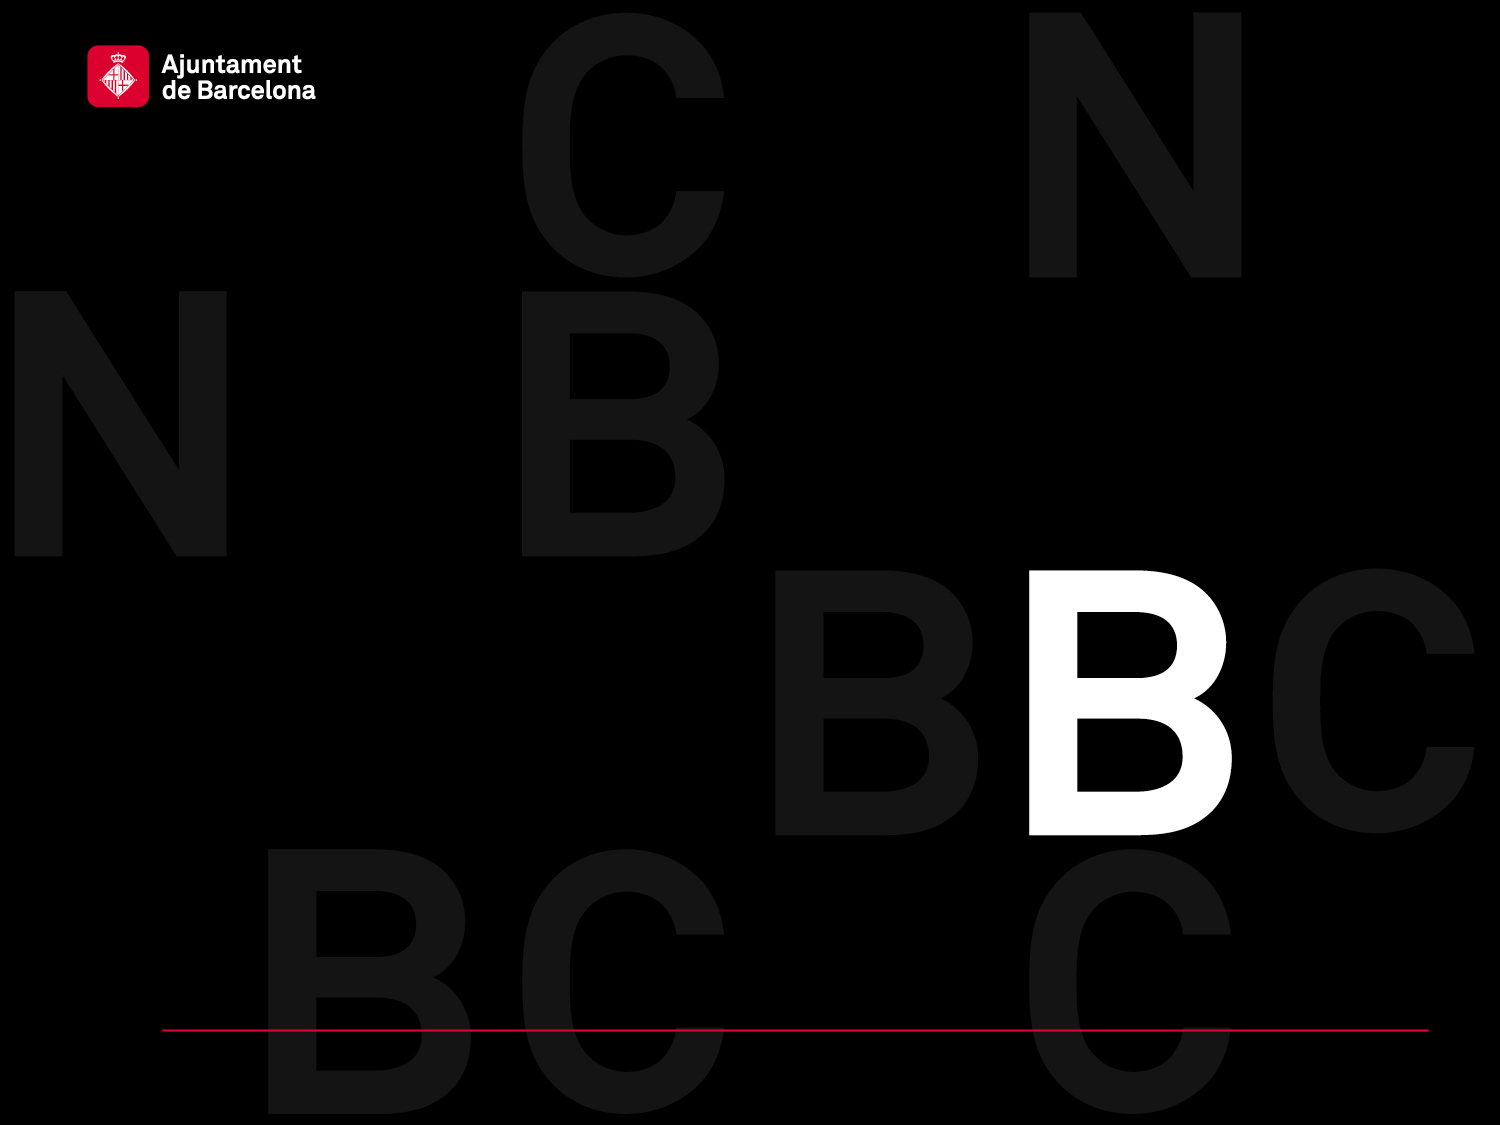 Ajuntament
de Barcelona
C N
N B
B B C
B C C